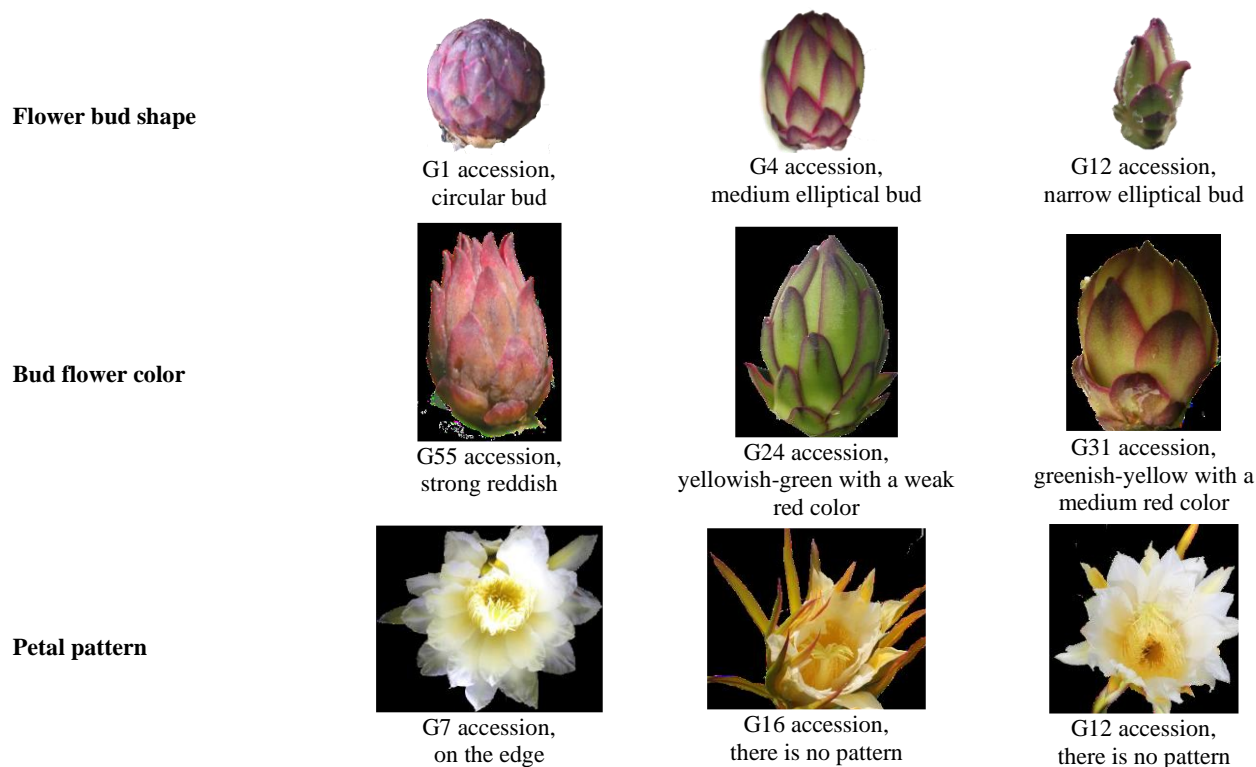 Flower bud shape
G1 accession,
circular bud
G4 accession,
medium elliptical bud
G12 accession,
narrow elliptical bud
Bud flower color
G55 accession,
strong reddish
G24 accession,
yellowish-green with a weak
red color
G31 accession,
greenish-yellow with a
medium red color
Petal pattern
G7 accession,
on the edge
G16 accession,
there is no pattern
G12 accession,
there is no pattern